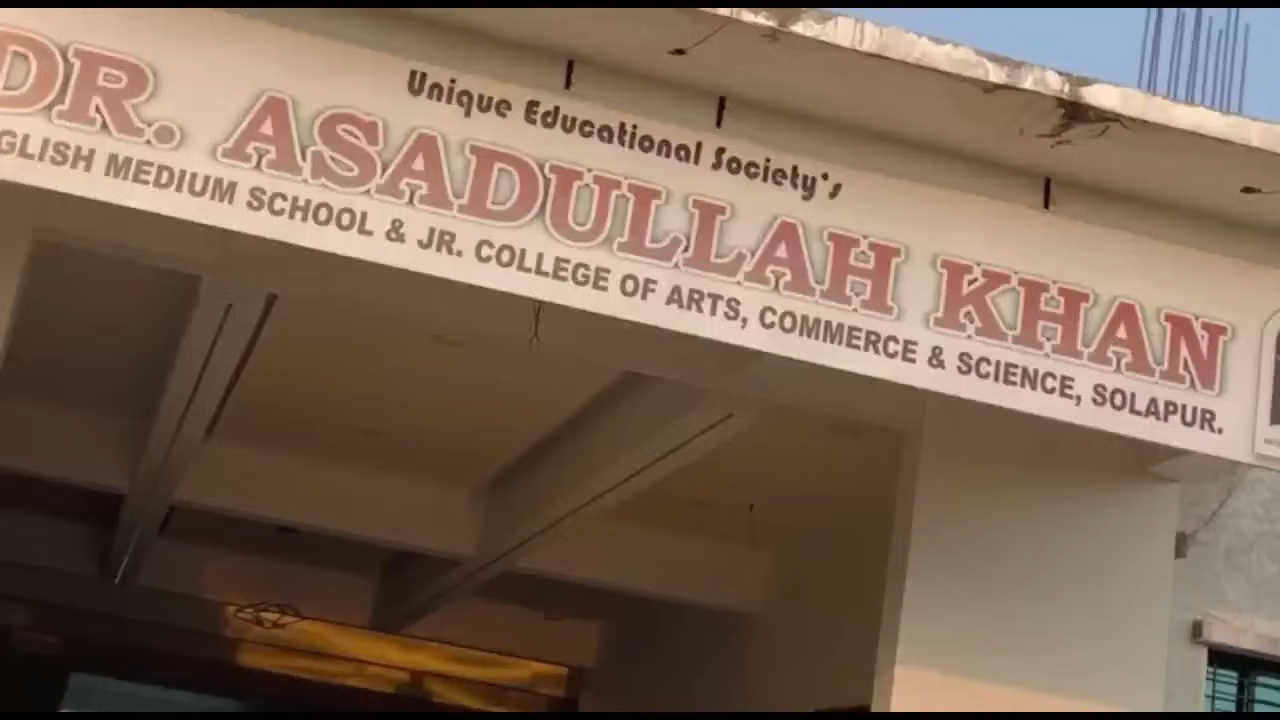 Unique Educational Society's
DR. ASADULLAH KHAN
GLISH MEDIUM SCHOOL & JR. COLLEGE OF ARTS, COMMERCE & SCIENCE, SOLAPUR.